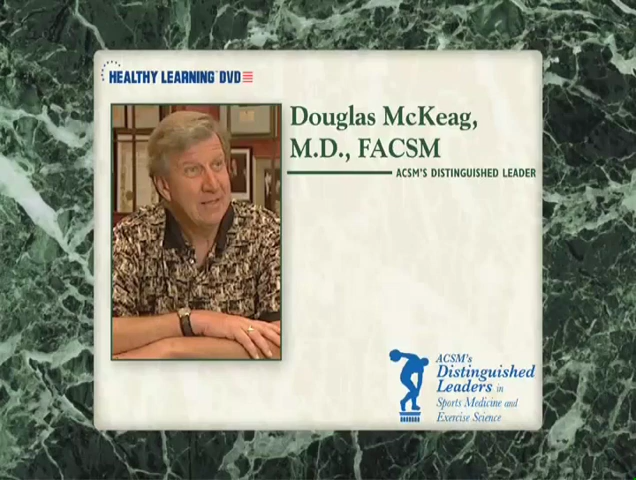 HEALTHY LEARNING DVD
Douglas McKeag,
M.D., FACSM
ACSM'S DISTINGUISHED LEADER
ACSM's
Distinguished
Leaders in
Sports Medicine and
Exercise Science